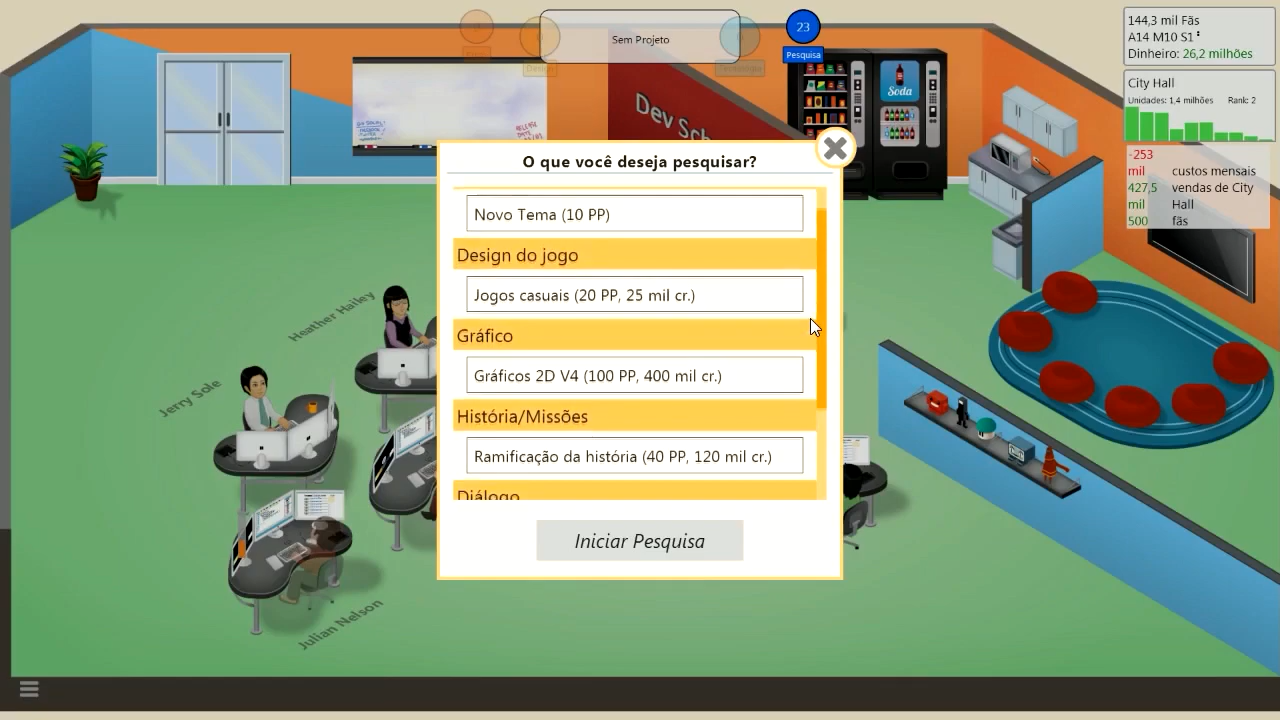 144,3 mil Fãs
A14 M10 S1
Dinheiro: 26,2 milhões
Sem Projeto
23
Pesquisa
Design
City Hall
Unidades: 1,4 milhões Rank 2
-253
mil custos mensais
427,5 vendas de City
mil Hall
500 fãs
Soda
Dev Sch
O que você deseja pesquisar?
Novo Tema (10 PP)
Design do jogo
Jogos casuais (20 PP, 25 mil cr.)
Gráfico
Gráficos 2D V4 (100 PP, 400 mil cr.)
História/Missões
Ramificação da história (40 PP, 120 mil cr.)
Diálogo
Iniciar Pesquisa
Heather Hailey
Jerry Sole
Julian Nelson